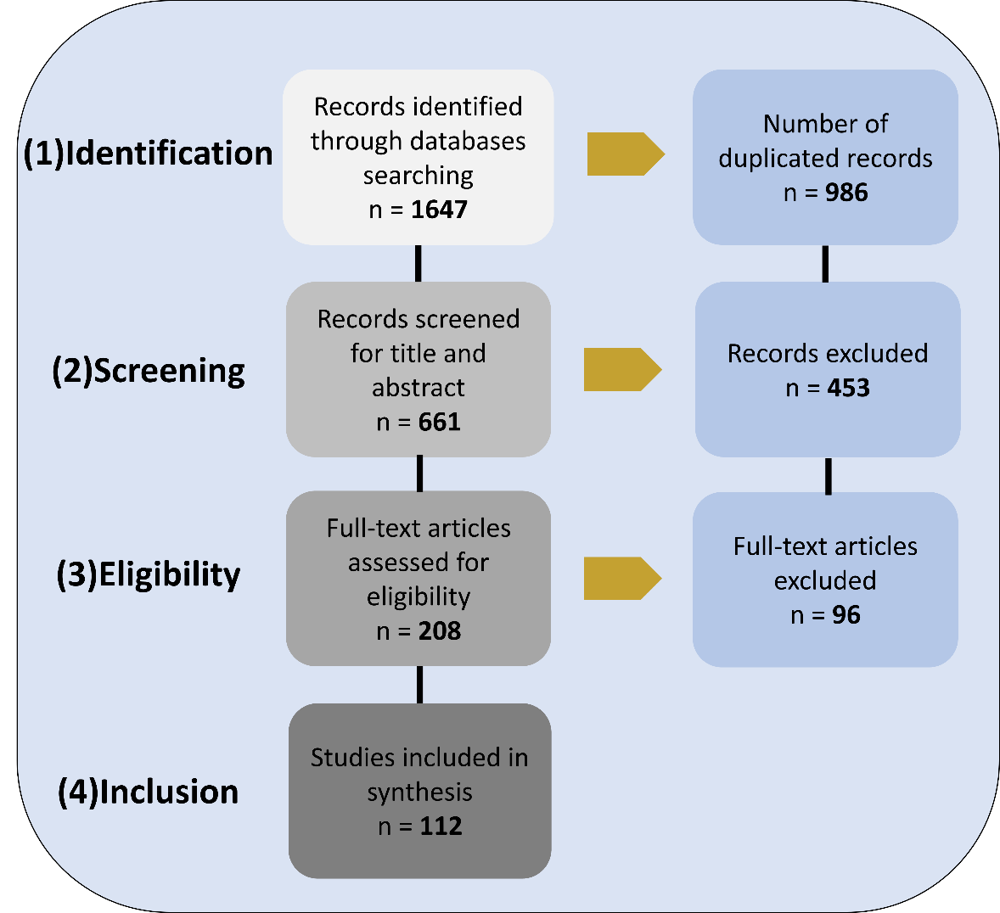 (1)Identification
Records identified
through databases
searching
n = 1647
Number of
duplicated records
n = 986
(2)Screening
Records screened
for title and
abstract
n = 661
Records excluded
n = 453
(3)Eligibility
Full-text articles
assessed for
eligibility
n = 208
Full-text articles
excluded
n = 96
(4)Inclusion
Studies included in
synthesis
n = 112